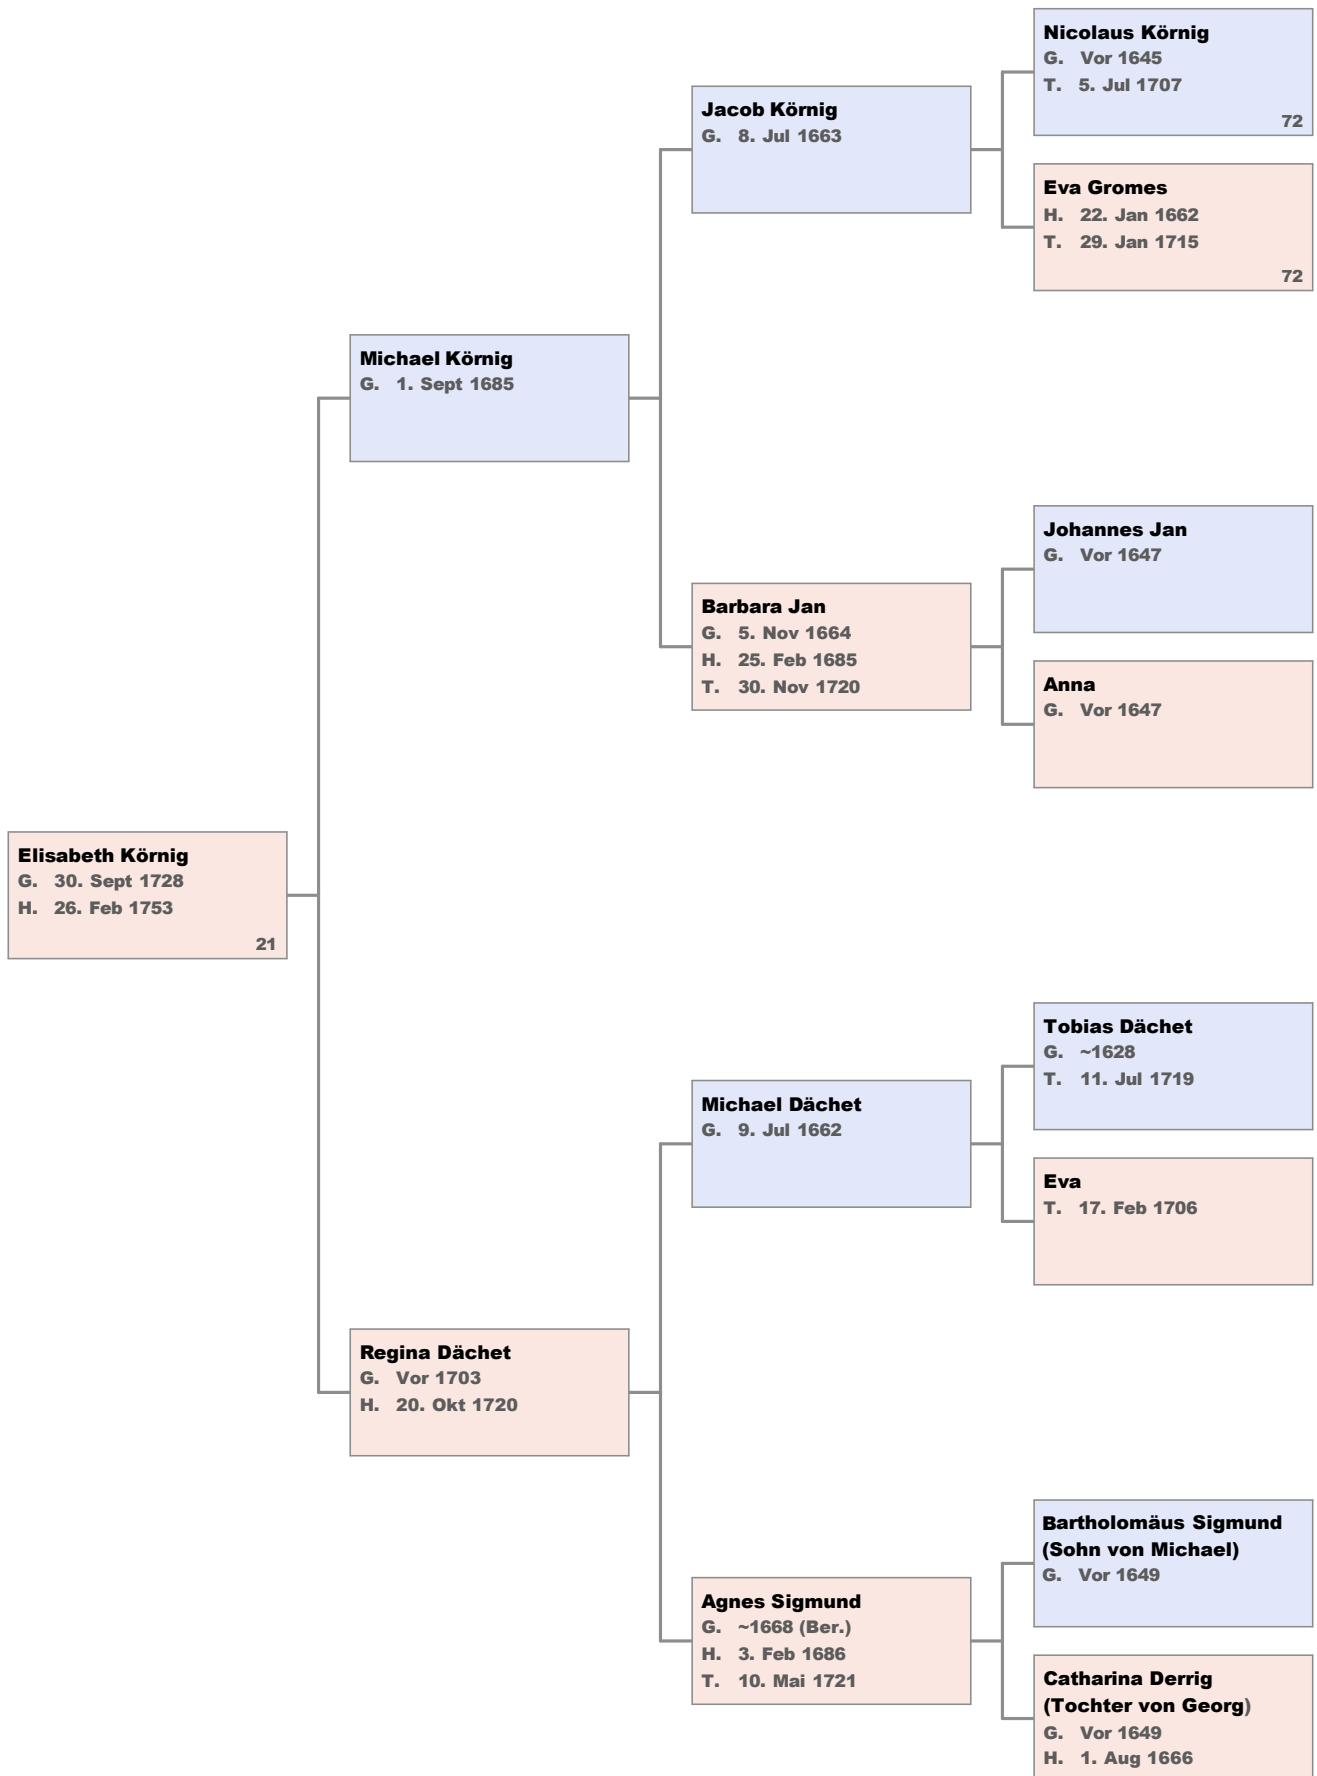 Nicolaus Körnig
G. Vor 1645
T. 5. Jul 1707
72
Jacob Körnig
G. 8. Jul 1663
Eva Gromes
H. 22. Jan 1662
T. 29. Jan 1715
72
Michael Körnig
G. 1. Sept 1685
Johannes Jan
G. Vor 1647
Barbara Jan
G. 5. Nov 1664
H. 25. Feb 1685
T. 30. Nov 1720
Anna
G. Vor 1647
Elisabeth Körnig
G. 30. Sept 1728
H. 26. Feb 1753
21
Tobias Dächet
G. ~1628
T. 11. Jul 1719
Michael Dächet
G. 9. Jul 1662
Eva
T. 17. Feb 1706
Regina Dächet
G. Vor 1703
H. 20. Okt 1720
Bartholomäus Sigmund
(Sohn von Michael)
G. Vor 1649
Agnes Sigmund
G. ~1668 (Ber.)
H. 3. Feb 1686
T. 10. Mai 1721
Catharina Derrig
(Tochter von Georg)
G. Vor 1649
H. 1. Aug 1666